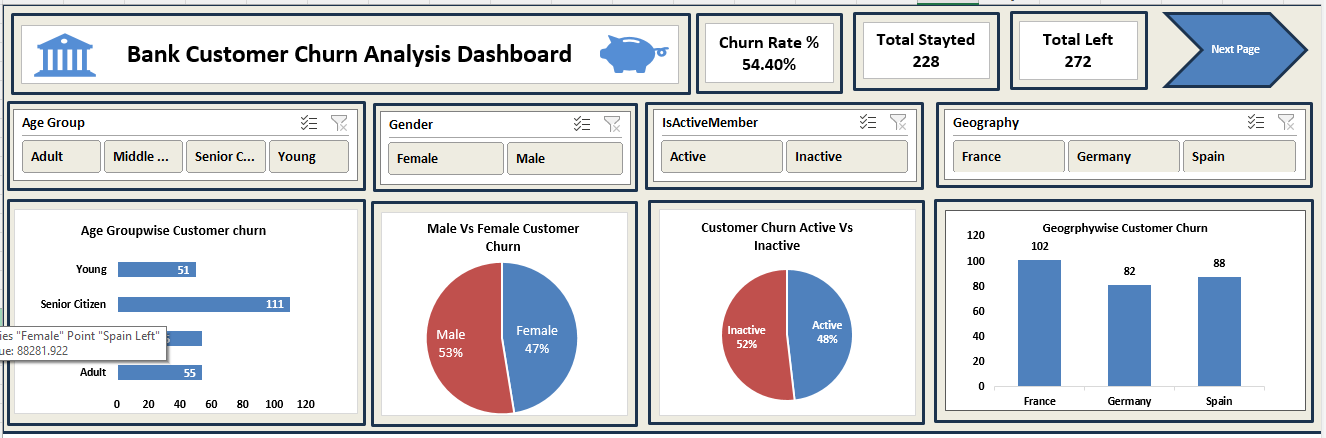 Bank Customer Churn Analysis Dashboard
Churn Rate %
54.40%
Total Stayted
228
Total Left
272
Next Page
Age Group
Adult
Middle ...
Senior C...
Young
Gender
Female
Male
IsActiveMember
Active
Inactive
Geography
France
Germany
Spain
Age Groupwise Customer churn
Young
51
Senior Citizen
111
ies "Female" Point "Spain Left"
ue: 88281.922
Adult
55
0 20 40 60 80 100 120
Male Vs Female Customer
Churn
Male
53%
Female
47%
Customer Churn Active Vs
Inactive
Inactive
52%
Active
48%
Geogrphywise Customer Churn
120
100
80
60
40
20
0
102
82
88
France
Germany
Spain